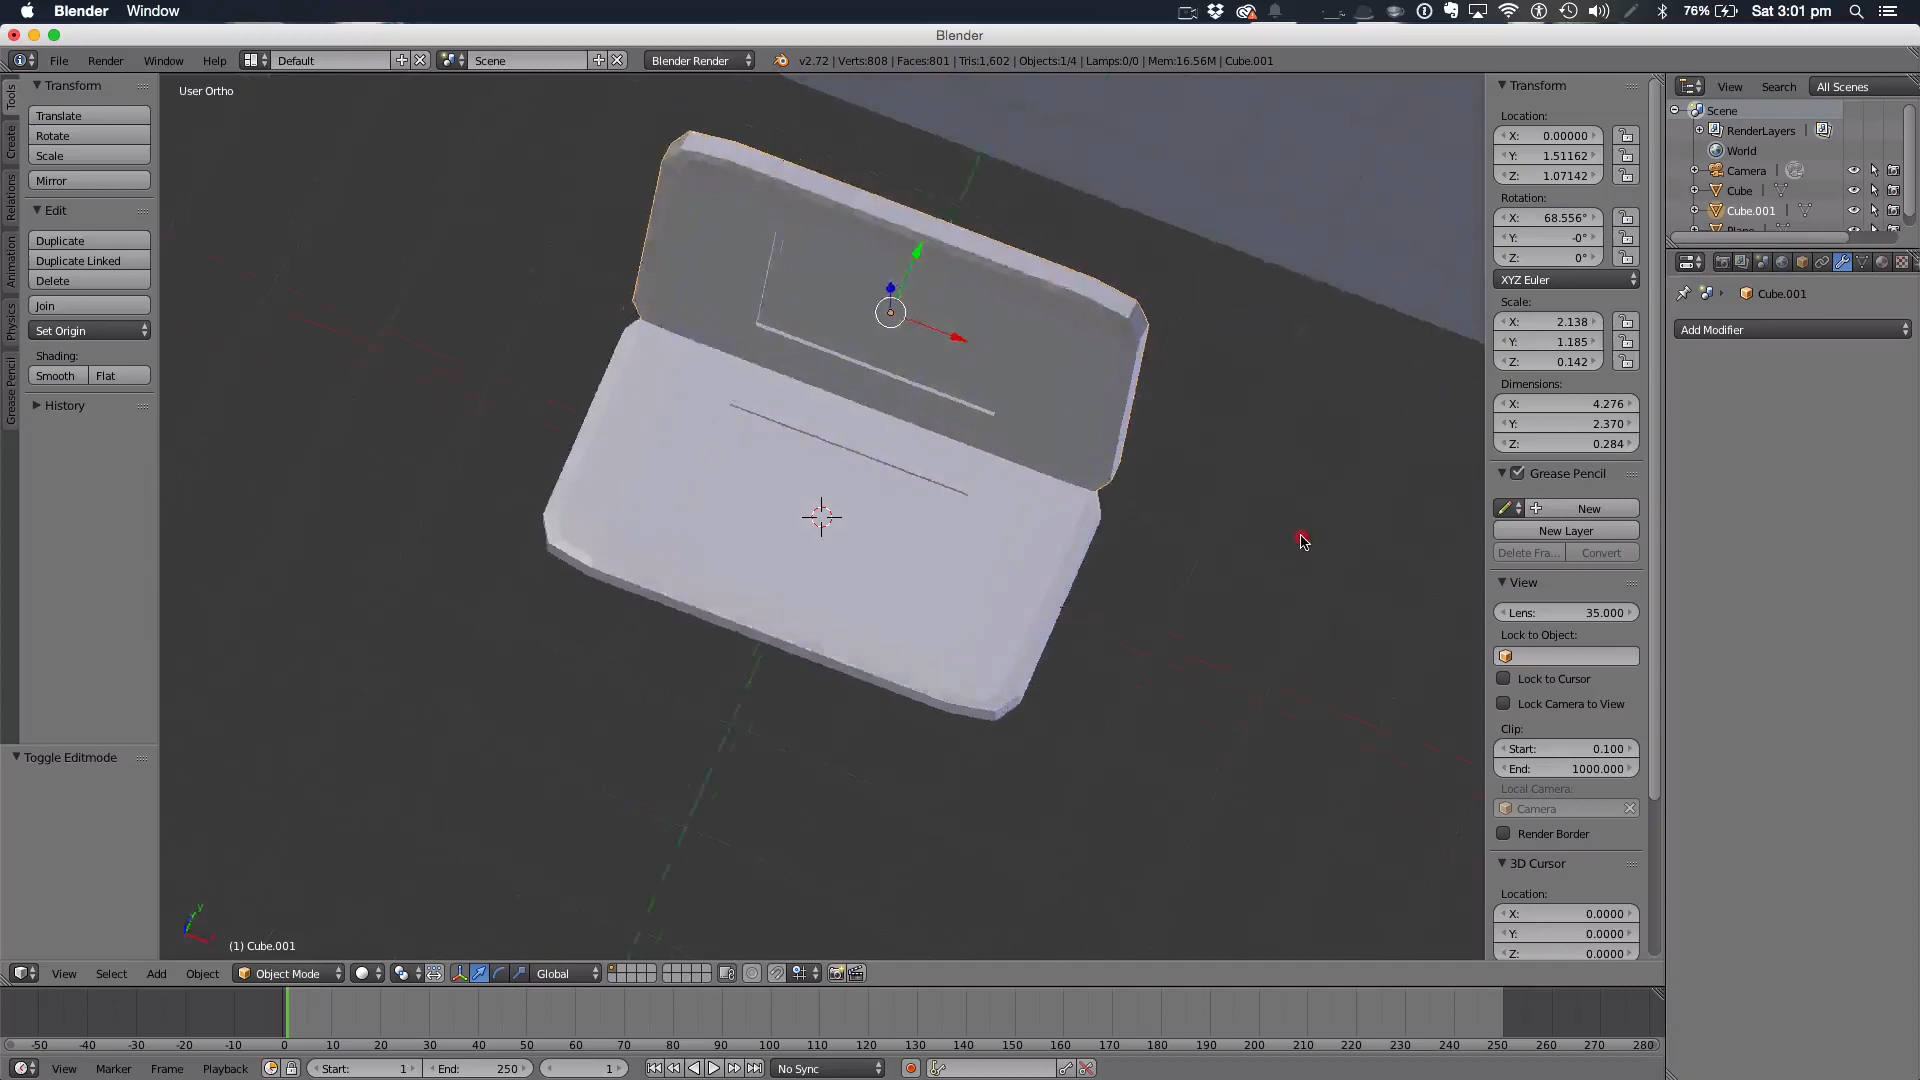 Blender Window 76% Sat 3:01 pm
Blender
File Render Window Help Default Scene Blender Render v2.72 | Verts:808 | Faces:801 | Tris:1,602 | Objects:1/4 | Lamps:0/0 | Mem:16.56M | Cube.001
Tools
Create
Relations
Animation
Physics
Grease Pencil
Transform
Translate
Rotate
Scale
Mirror
Edit
Duplicate
Duplicate Linked
Delete
Join
Set Origin
Shading:
Smooth Flat
History
Toggle Editmode
User Ortho
y
(1) Cube.001
Transform
Location:
X: 0.00000
Y: 1.51162
Z: 1.07142
Rotation:
X: 68.556°
Y: -0°
Z: 0°
XYZ Euler
Scale:
X: 2.138
Y: 1.185
Z: 0.142
Dimensions:
X: 4.276
Y: 2.370
Z: 0.284
Grease Pencil
New
New Layer
Delete Fra... Convert
View
Lens: 35.000
Lock to Object:
Lock to Cursor
Lock Camera to View
Clip:
Start: 0.100
End: 1000.000
Local Camera:
Camera
Render Border
3D Cursor
Location:
X: 0.0000
Y: 0.0000
Z: 0.0000
View Search All Scenes
Scene
RenderLayers
World
Camera
Cube
Cube.001
Plane
Cube.001
Add Modifier
View Select Add Object Object Mode Global
-50 -40 -30 -20 -10 0 10 20 30 40 50 60 70 80 90 100 110 120 130 140 150 160 170 180 190 200 210 220 230 240 250 260 270 280
View Marker Frame Playback Start: 1 End: 250 1 No Sync